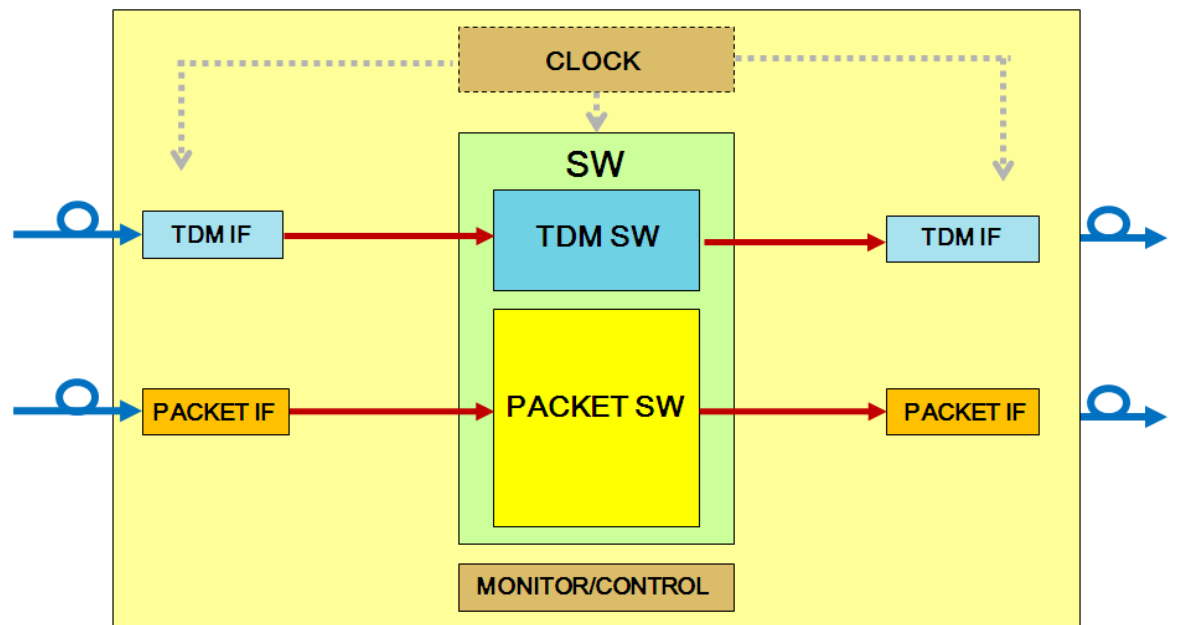 CLOCK
SW
TDM IF
TDM SW
TDM IF
PACKET IF
PACKET SW
PACKET IF
MONITOR/CONTROL